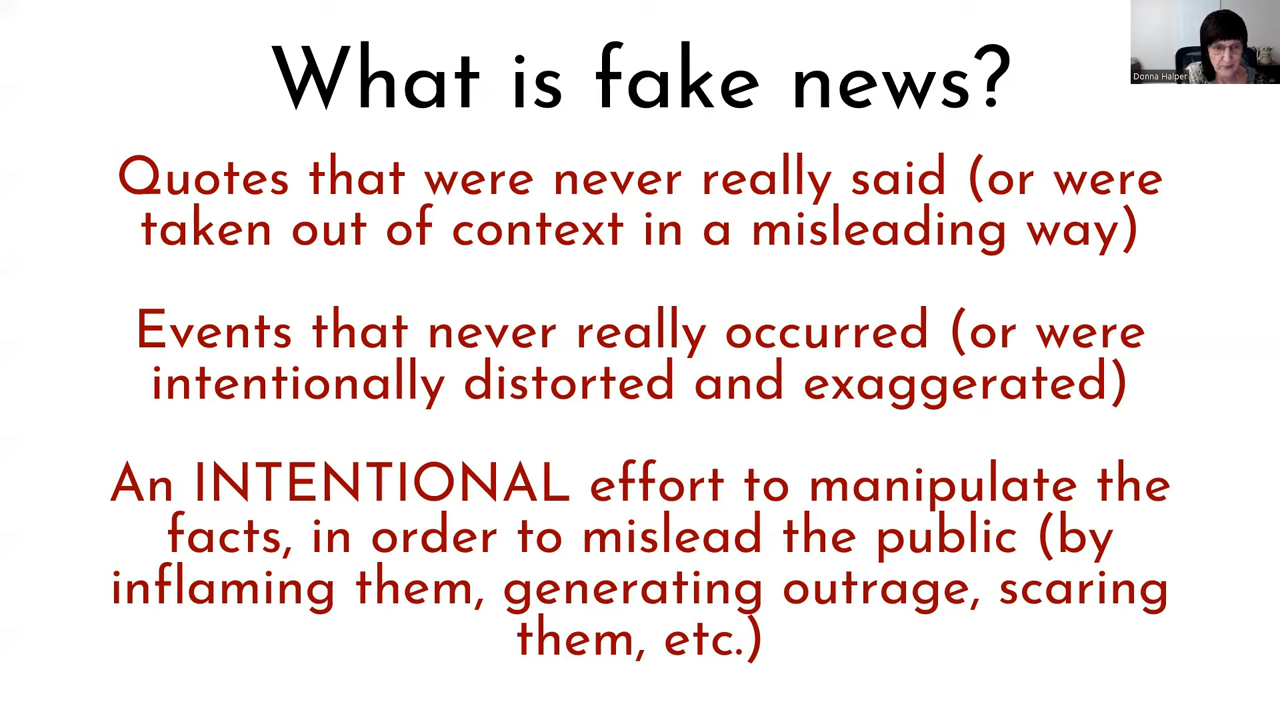 What is fake news?
Donna Halper
Quotes that were never really said (or were
taken out of context in a misleading way)
Events that never really occurred (or were
intentionally distorted and exaggerated)
An INTENTIONAL effort to manipulate the
facts, in order to mislead the public (by
inflaming them, generating outrage, scaring
them, etc.)